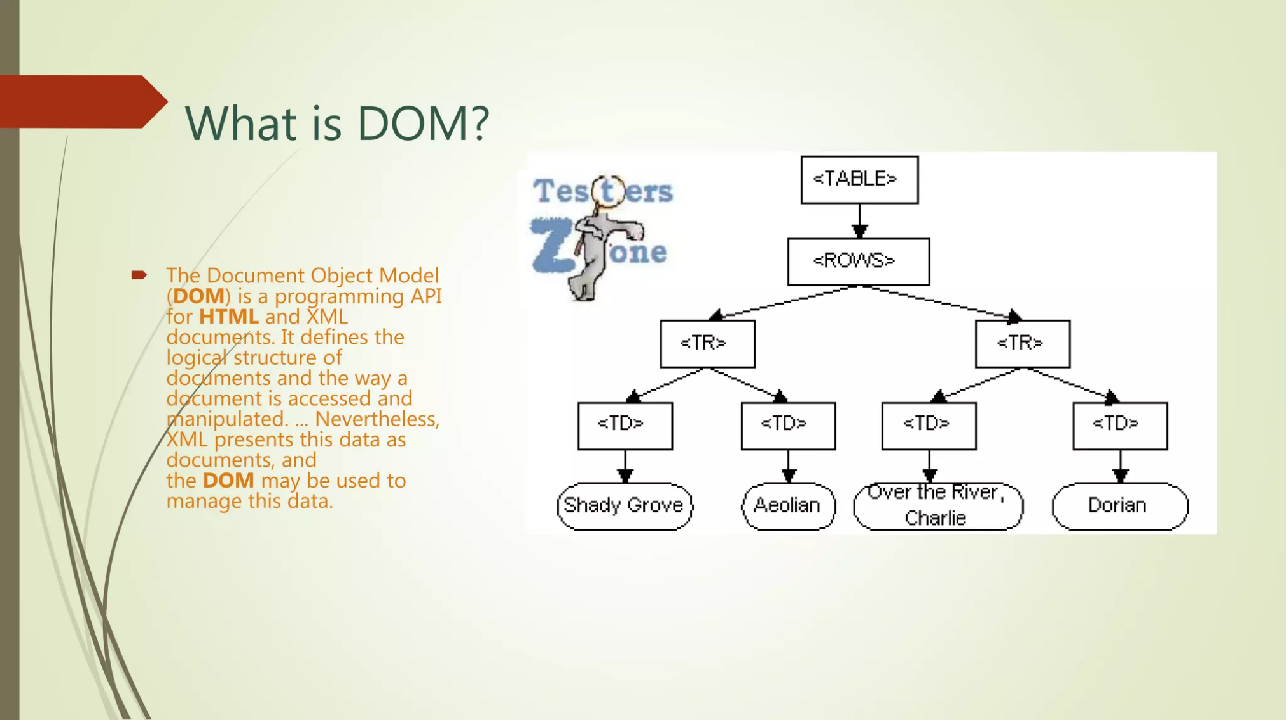 What is DOM?
The Document Object Model
(DOM) is a programming API
for HTML and XML
documents. It defines the
logical structure of
documents and the way a
document is accessed and
manipulated. ... Nevertheless,
XML presents this data as
documents, and
the DOM may be used to
manage this data.
Testers
Zone
<TABLE>
<ROWS>
<TR> <TR>
<TD> <TD> <TD> <TD>
Shady Grove
Aeolian
Over the River,
Charlie
Dorian